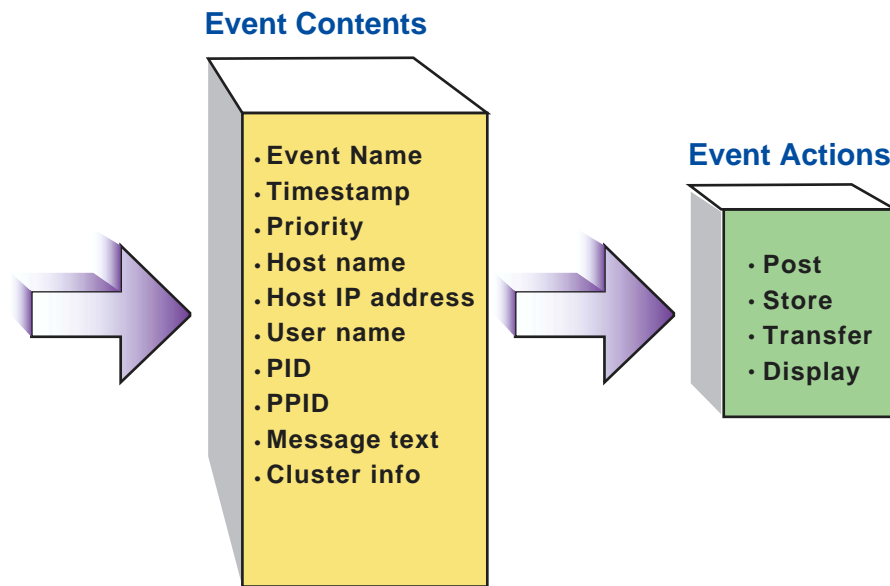 Event Contents
• Event Name
• Timestamp
• Priority
• Host name
• Host IP address
• User name
• PID
• PPID
• Message text
• Cluster info
Event Actions
• Post
• Store
• Transfer
• Display